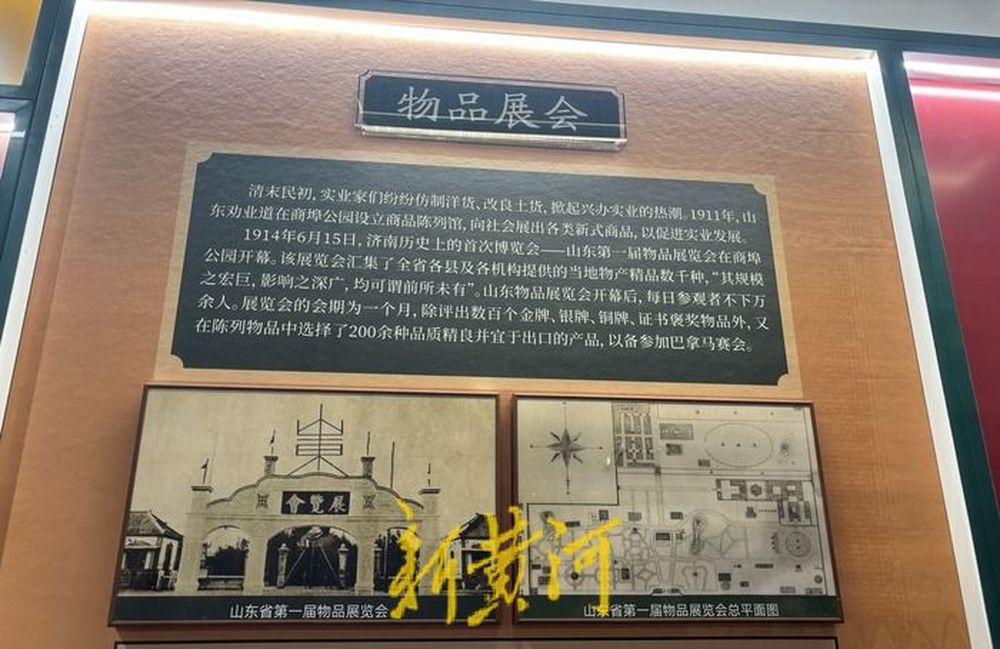 物品展会
清末民初,实业家们纷纷仿制洋货、改良土货,掀起兴办实业的热潮。1911年,山
东劝业道在商埠公园设立商品陈列馆,向社会展出各类新式商品,以促进实业发展。
1914年6月15日,济南历史上的首次博览会——山东第一届物品展览会在商埠
公园开幕。该展览会汇集了全省各县及各机构提供的当地物产精品数千种,“其规模
之宏巨,影响之深广,均可谓前所未有”。山东物品展览会开幕后,每日参观者不下万
余人。展览会的会期为一个月,除评出数百个金牌、银牌、铜牌、证书褒奖物品外,又
在陈列物品中选择了200余种品质精良并宜于出口的产品,以备参加巴拿马赛会。
會覽展
新黄河
山东省第一届物品展览会
山东省第一届物品展览会总平面图